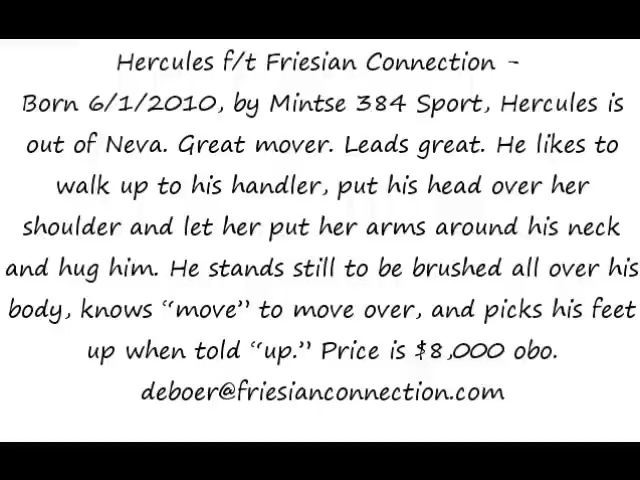 Hercules f/t Friesian Connection -
Born 6/1/2010, by Mintse 384 Sport, Hercules is
out of Neva. Great mover. Leads great. He likes to
walk up to his handler, put his head over her
shoulder and let her put her arms around his neck
and hug him. He stands still to be brushed all over his
body, knows “move” to move over, and picks his feet
up when told “up.” Price is $8,000 obo.
deboer@friesianconnection.com